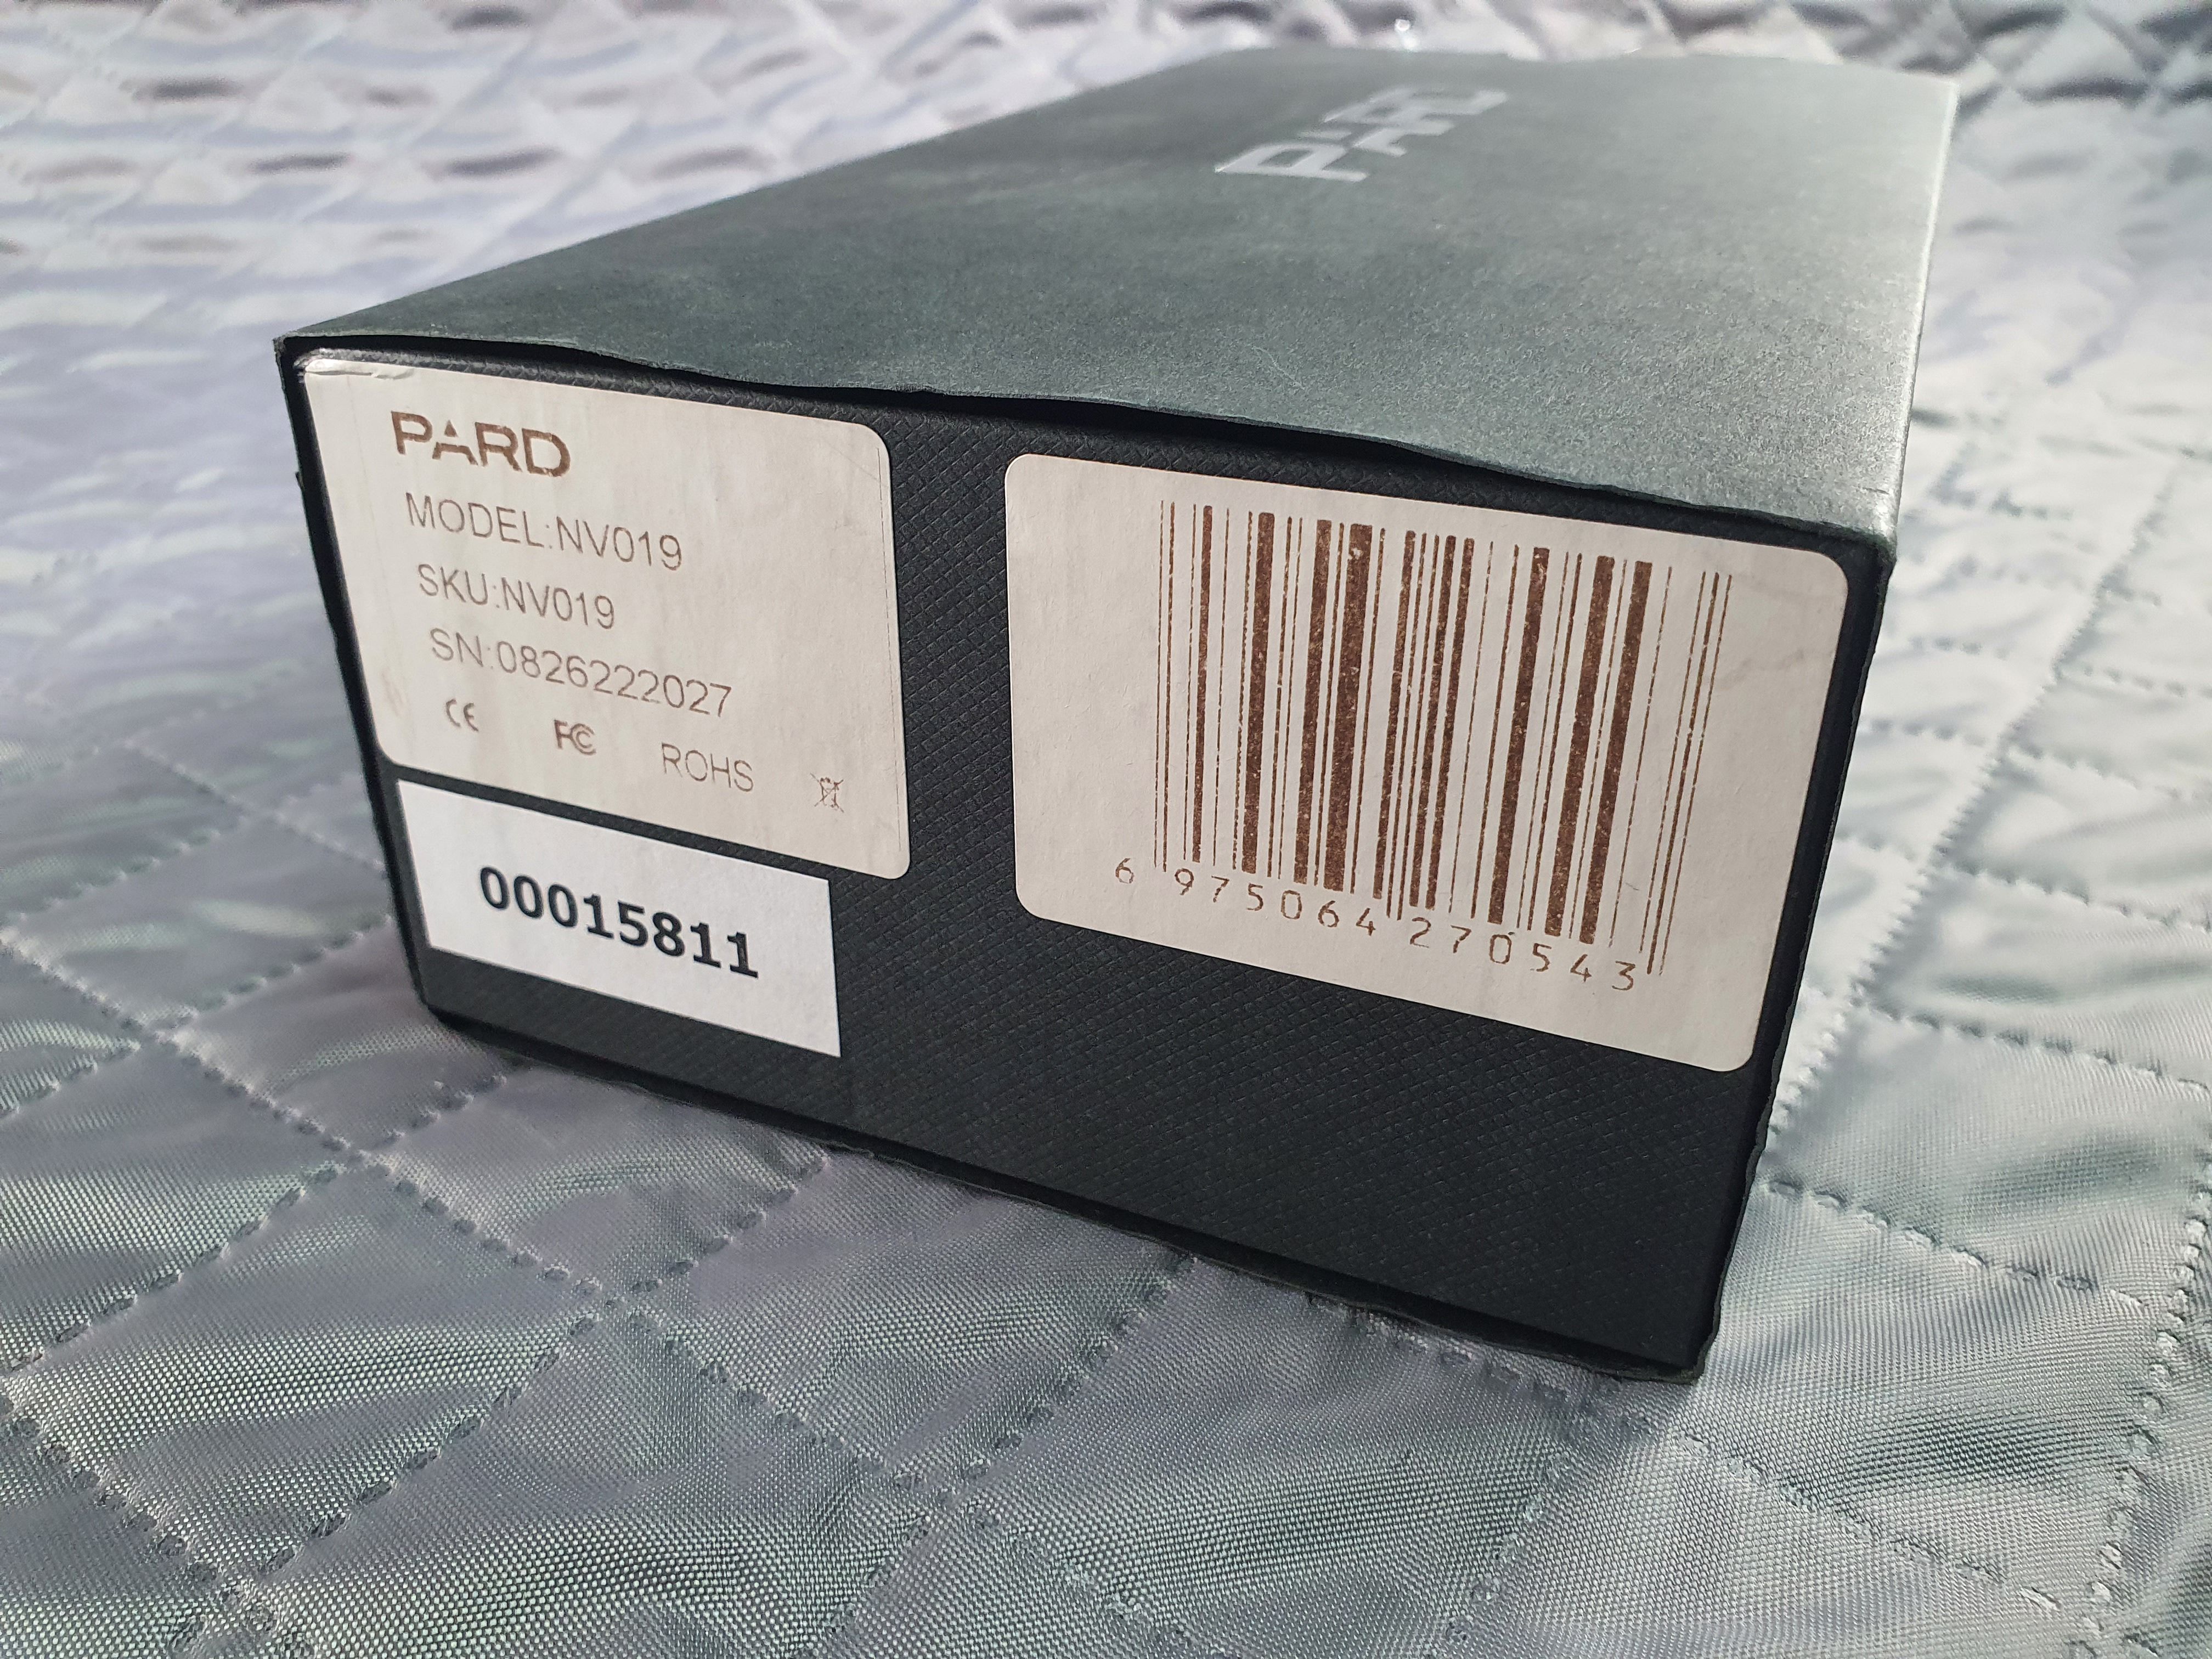 PARD
PARD
MODEL:NV019
SKU:NV019
SN:0826222027
CE FC ROHS
00015811
6 975064 270543